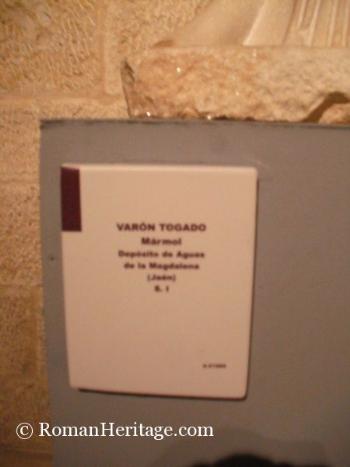 VARÓN TOGADO
Mármol
Depósito de Aguas
de la Magdalena
(Jaén)
S. I
© RomanHeritage.com